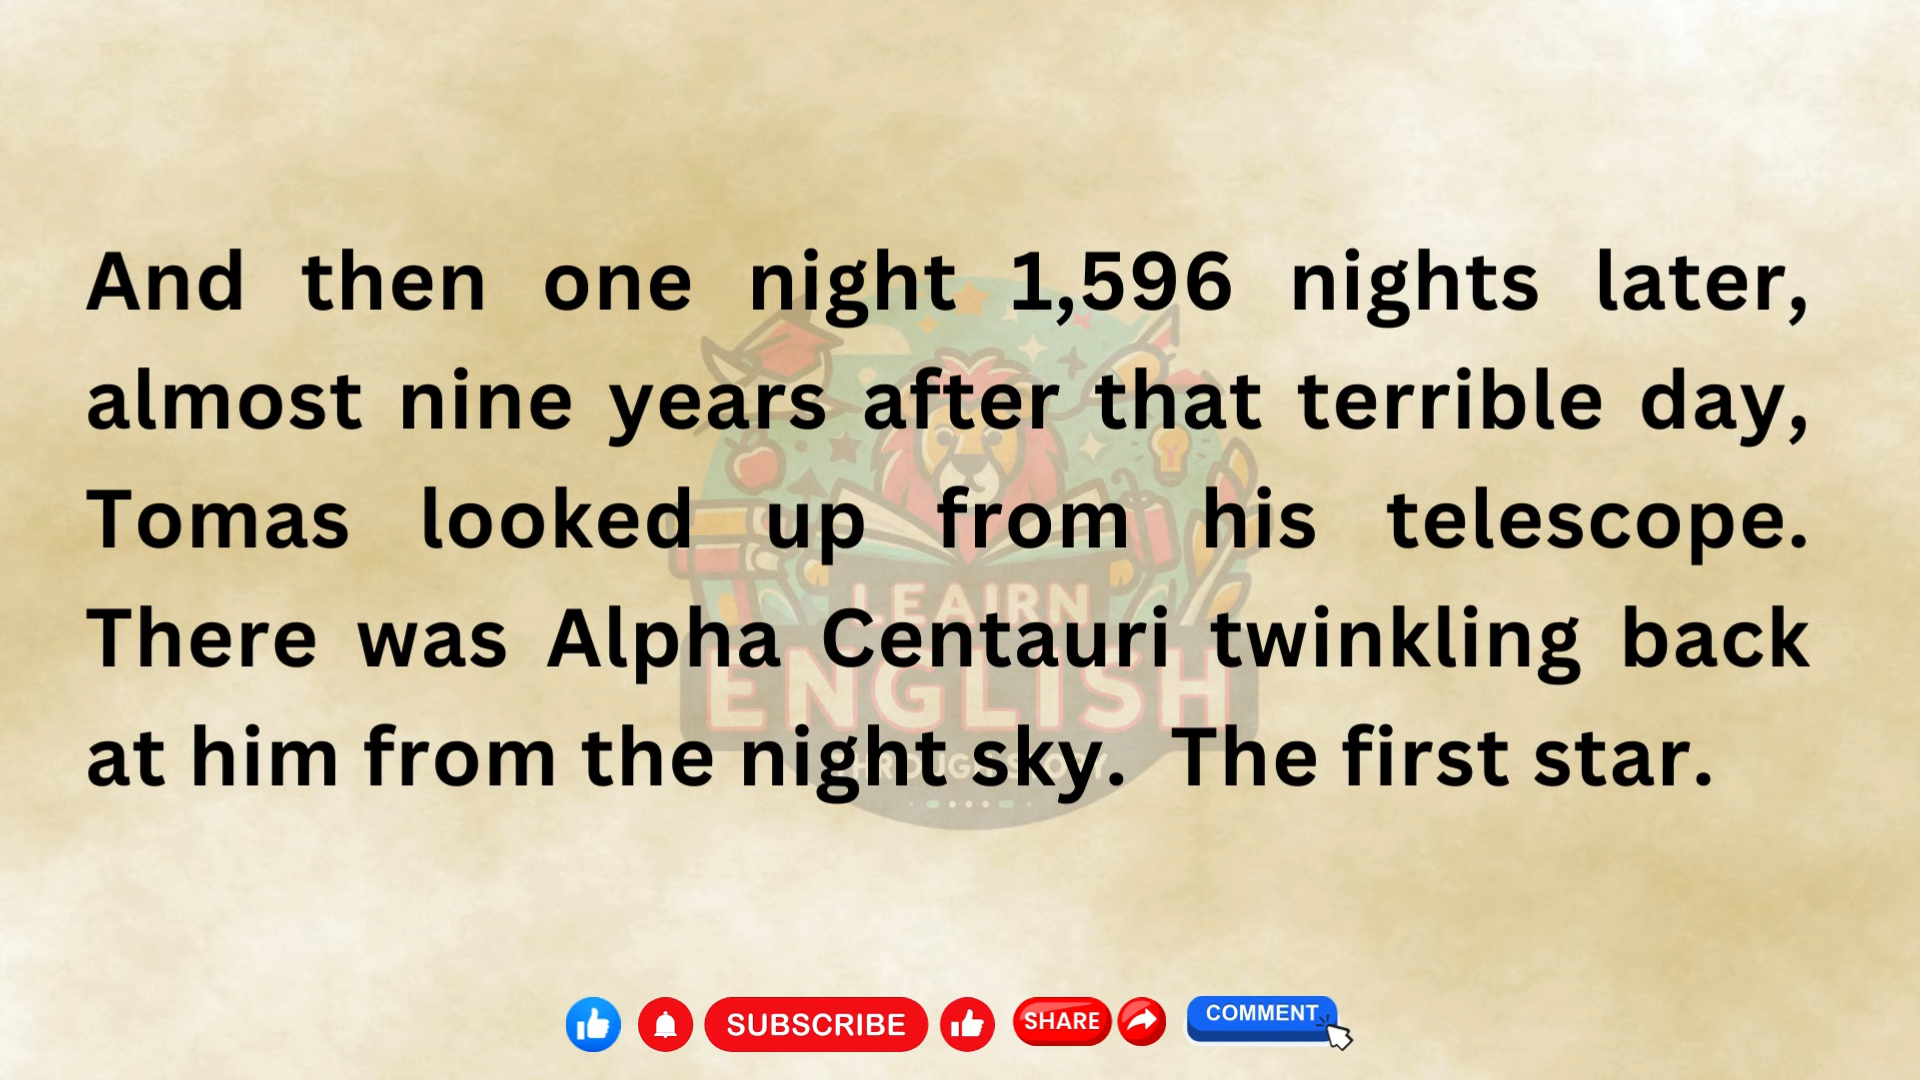 And then one night 1,596 nights later,
almost nine years after that terrible day,
Tomas looked up from his telescope.
There was Alpha Centauri twinkling back
at him from the night sky. The first star.
LEARN
ENGLISH
SUBSCRIBE
SHARE
COMMENT